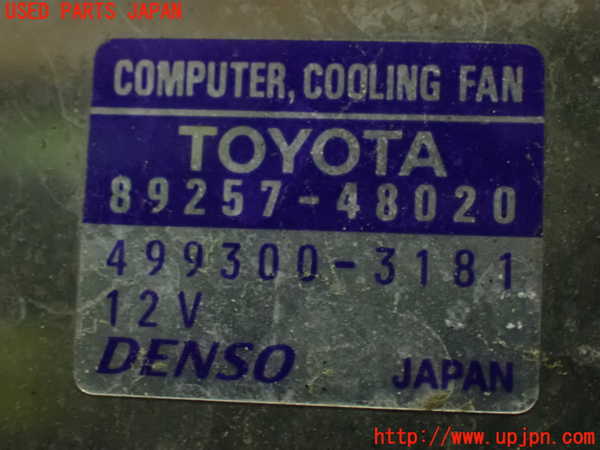 USED PARTS JAPAN
COMPUTER, COOLING FAN
TOYOTA
89257-48020
499300-3181
12V
DENSO JAPAN
http://www.upjpn.com/